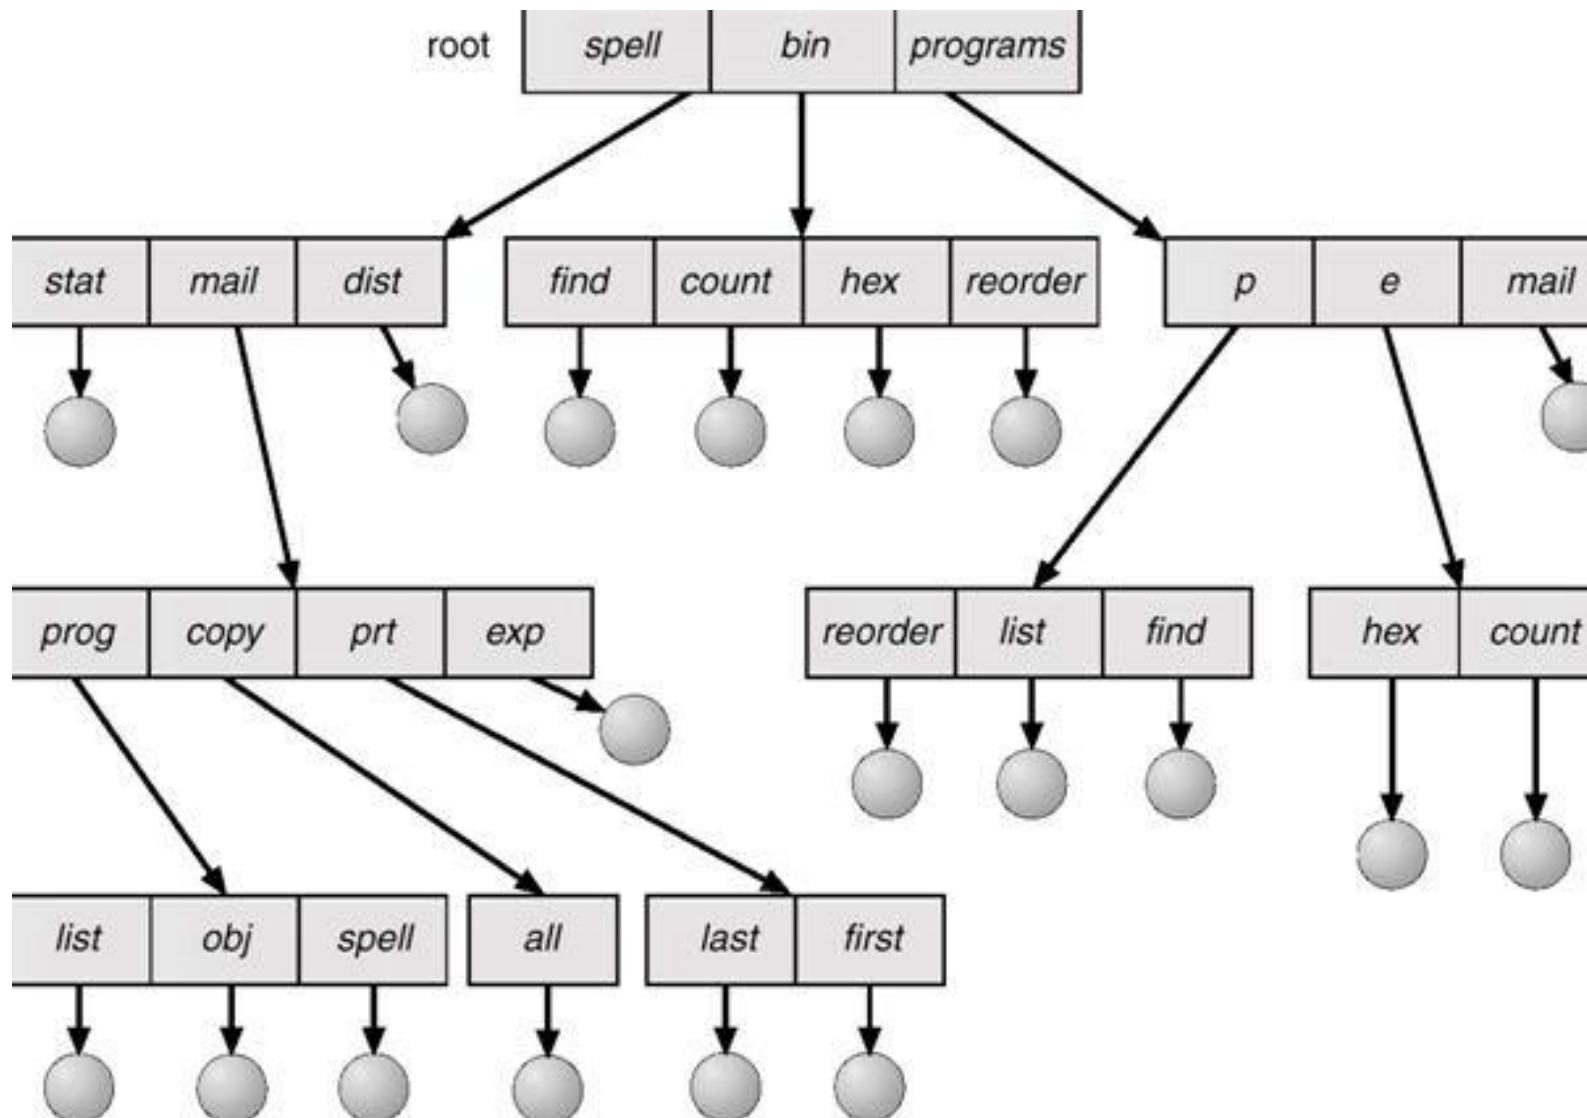 root spell bin programs
stat mail dist find count hex reorder p e mail
prog copy prt exp reorder list find hex count
list obj spell all last first